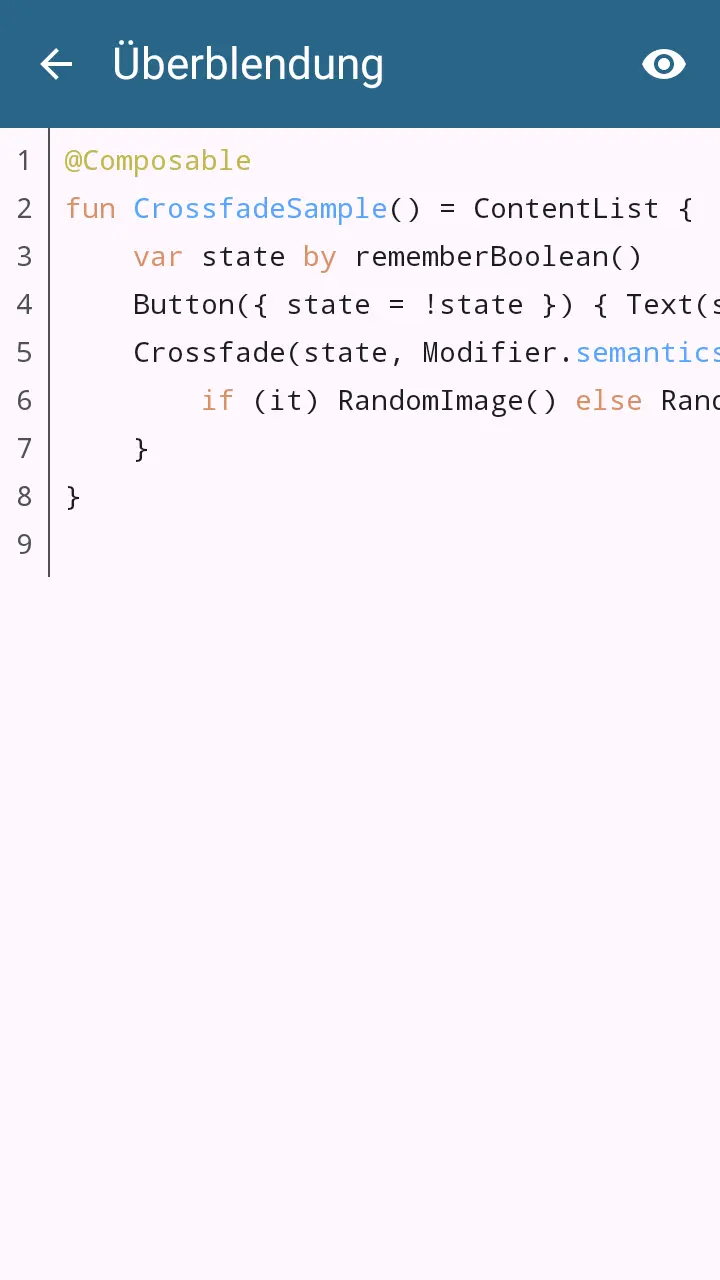 Überblendung
1 @Composable
2 fun CrossfadeSample() = ContentList {
3 var state by rememberBoolean()
4 Button({ state = !state }) { Text(
5 Crossfade(state, Modifier.semantics
6 if (it) RandomImage() else
7 }
8 }
9